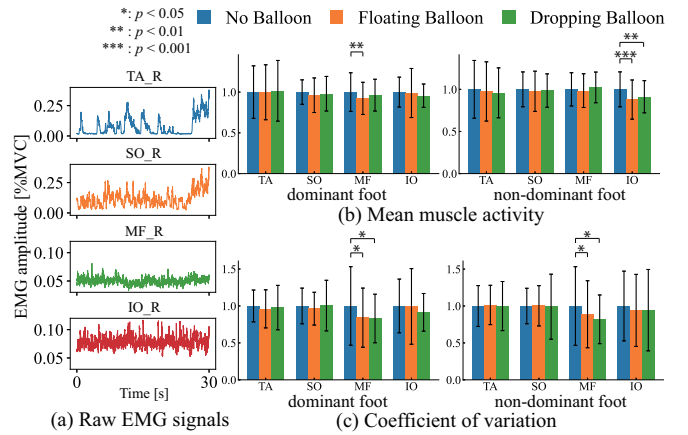 *: p < 0.05
**: p < 0.01
***: p < 0.001
No Balloon Floating Balloon Dropping Balloon
EMG amplitude [%MVC]
TA_R
0.25
0.00
SO_R
0.25
0.00
MF_R
0.10
0.05
IO_R
0.10
0.05
0 30
Time [s]
(a) Raw EMG signals
1.0
0.5
**
TA SO MF IO
dominant foot
1.5
1.0
0.0
**
***
TA SO MF IO
non-dominant foot
(b) Mean muscle activity
1.5
1.0
0.5
0.0
*
*
TA SO MF IO
dominant foot
1.5
1.0
0.5
0.0
*
*
TA SO MF IO
non-dominant foot
(c) Coefficient of variation